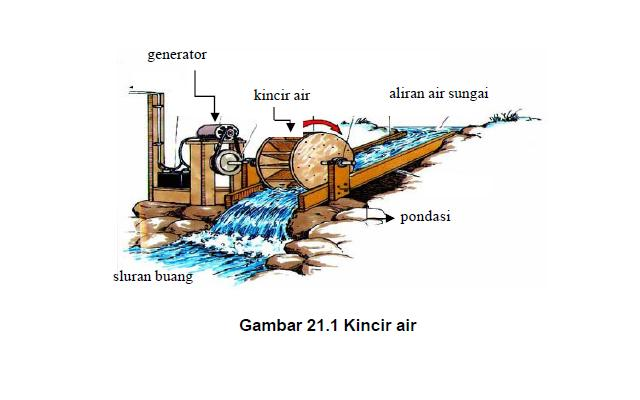 generator
kincir air
aliran air sungai
pondasi
sluran buang
Gambar 21.1 Kincir air